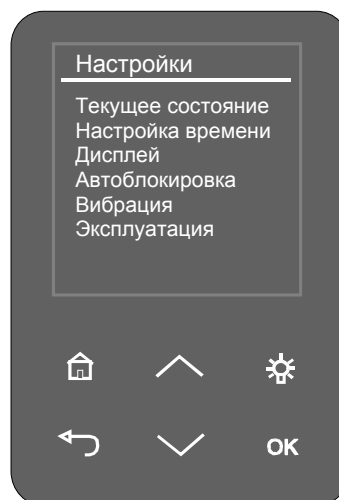 Настройки
Текущее состояние
Настройка времени
Дисплей
Автоблокировка
Вибрация
Эксплуатация
OK